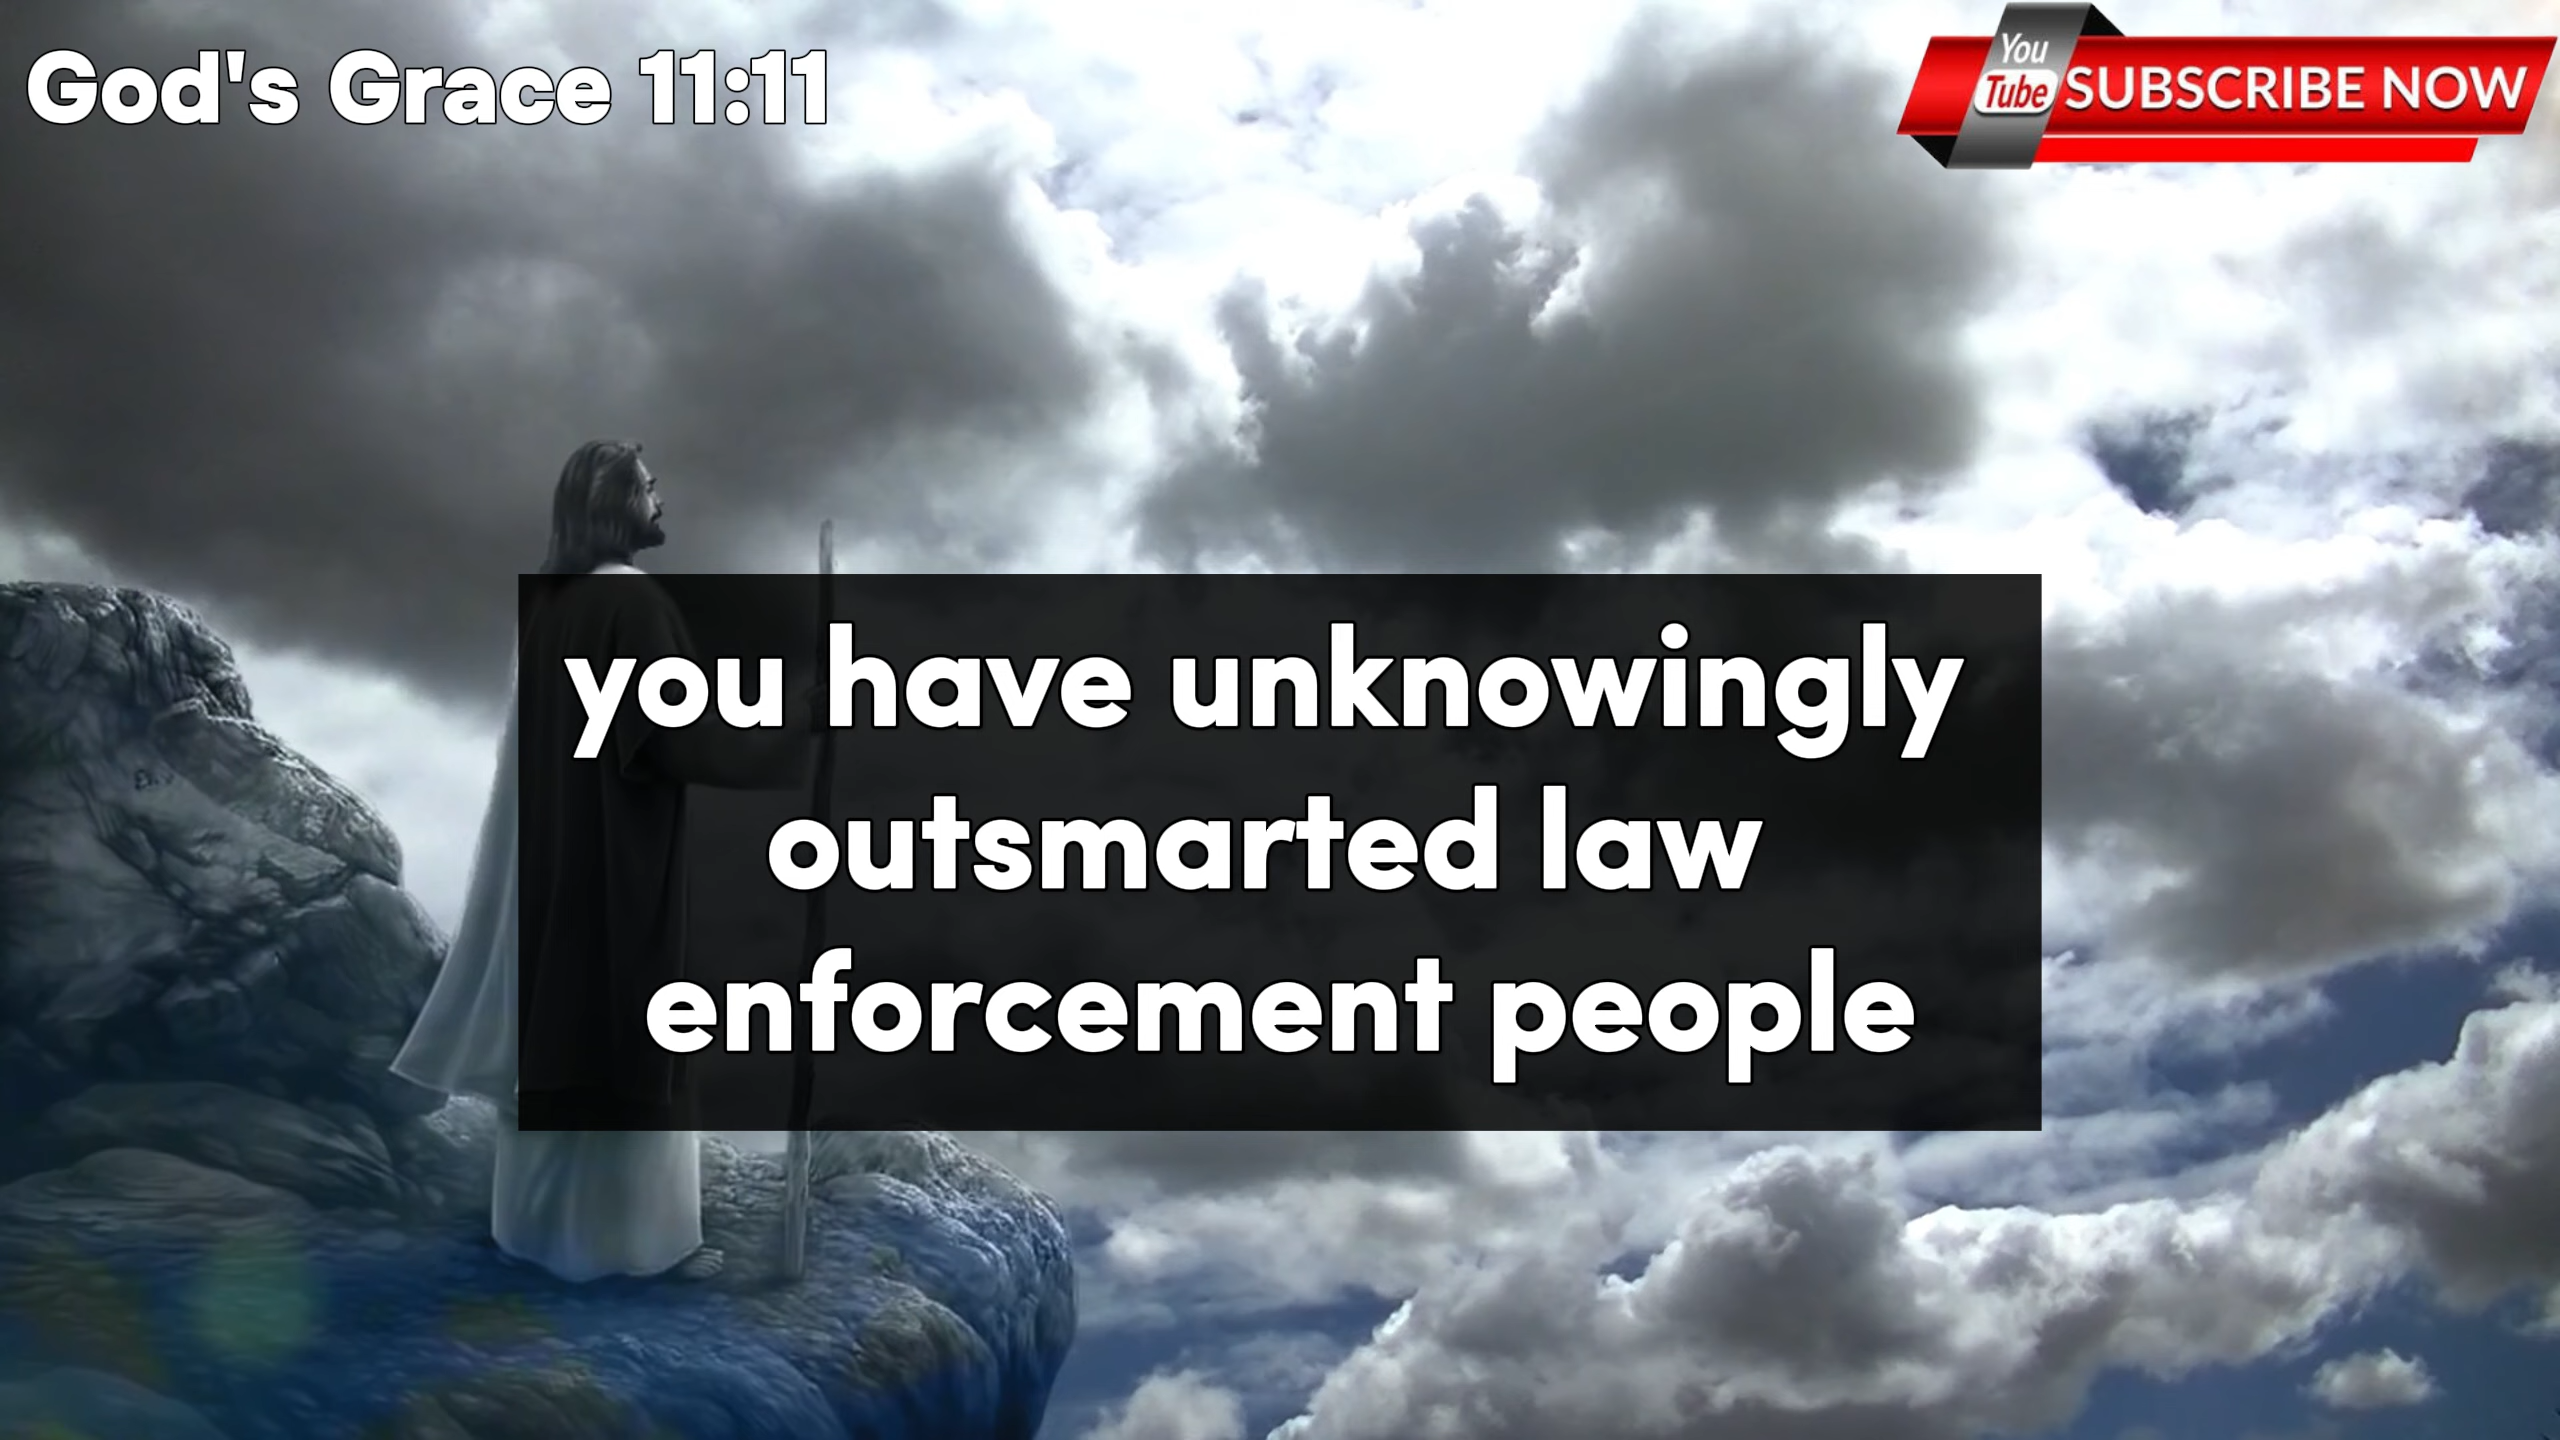 God's Grace 11:11
You
Tube
SUBSCRIBE NOW
you have unknowingly
outsmarted law
enforcement people